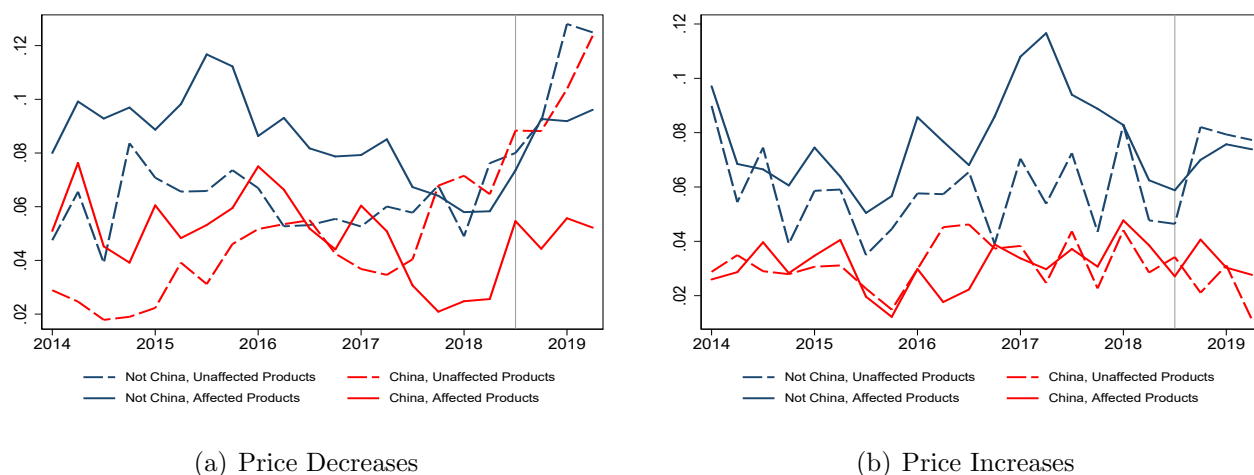 .12
.1
.08
.06
.04
.02
2014 2015 2016 2017 2018 2019
Not China, Unaffected Products China, Unaffected Products
Not China, Affected Products China, Affected Products
(a) Price Decreases
.12
.1
.08
.06
.04
.02
2014 2015 2016 2017 2018 2019
Not China, Unaffected Products China, Unaffected Products
Not China, Affected Products China, Affected Products
(b) Price Increases